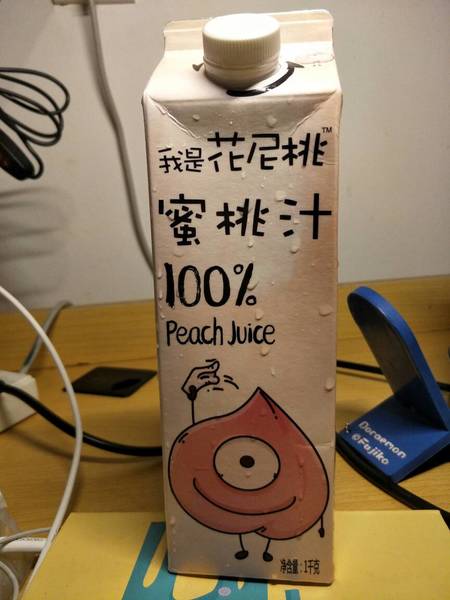 我是花尼桃™
蜜桃汁
100%
Peach Juice
净含量:1千克
Doraemon
©Fujiko